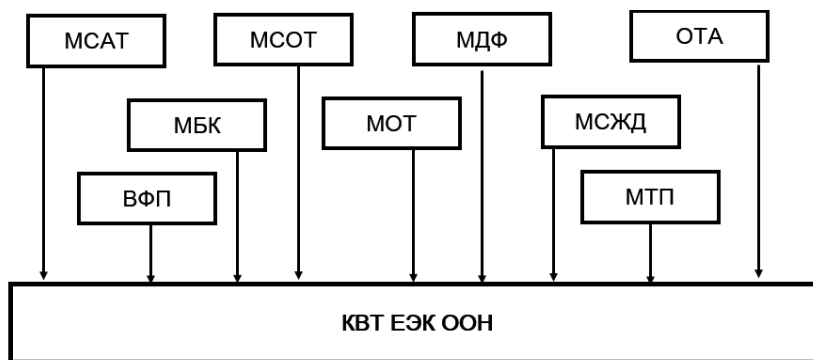 МСАТ
МСОТ
МДФ
ОТА
МБК
МОТ
МСЖД
ВФП
МТП
КВТ ЕЭК ООН